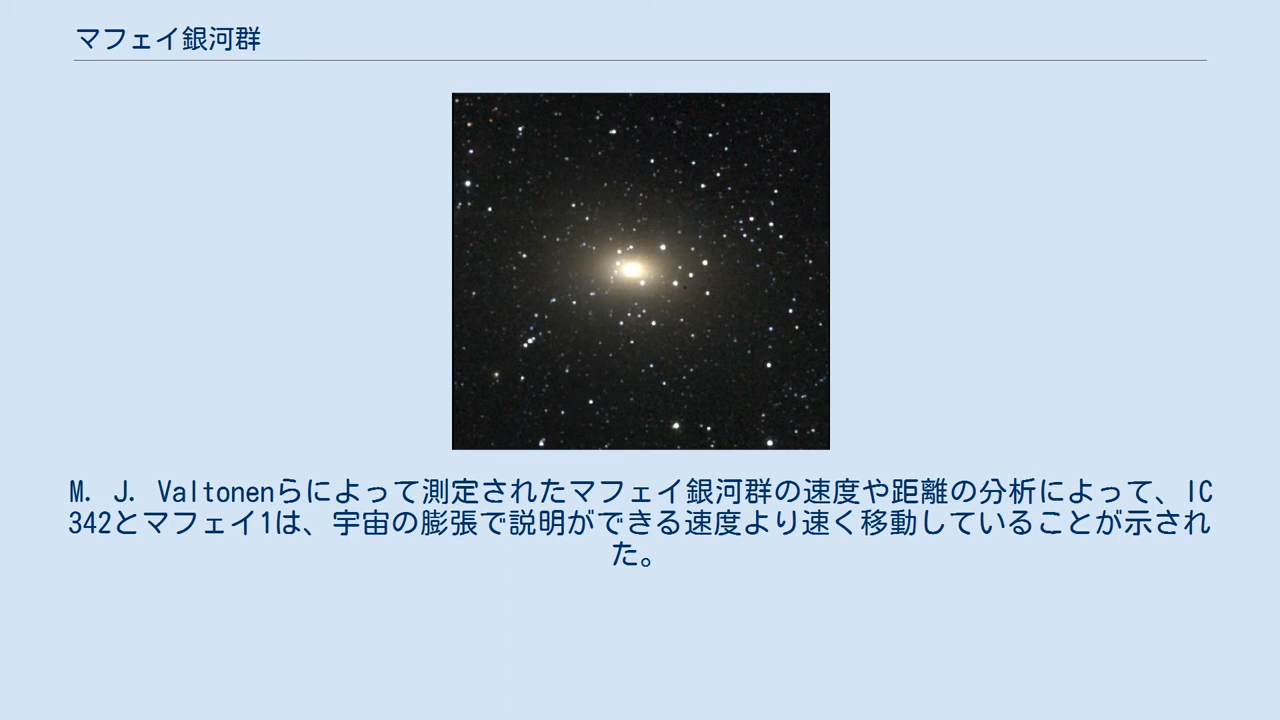 マフェイ銀河群
M. J. Valtonenらによって測定されたマフェイ銀河群の速度や距離の分析によって、IC
342とマフェイ1は、宇宙の膨張で説明ができる速度より速く移動していることが示され
た。